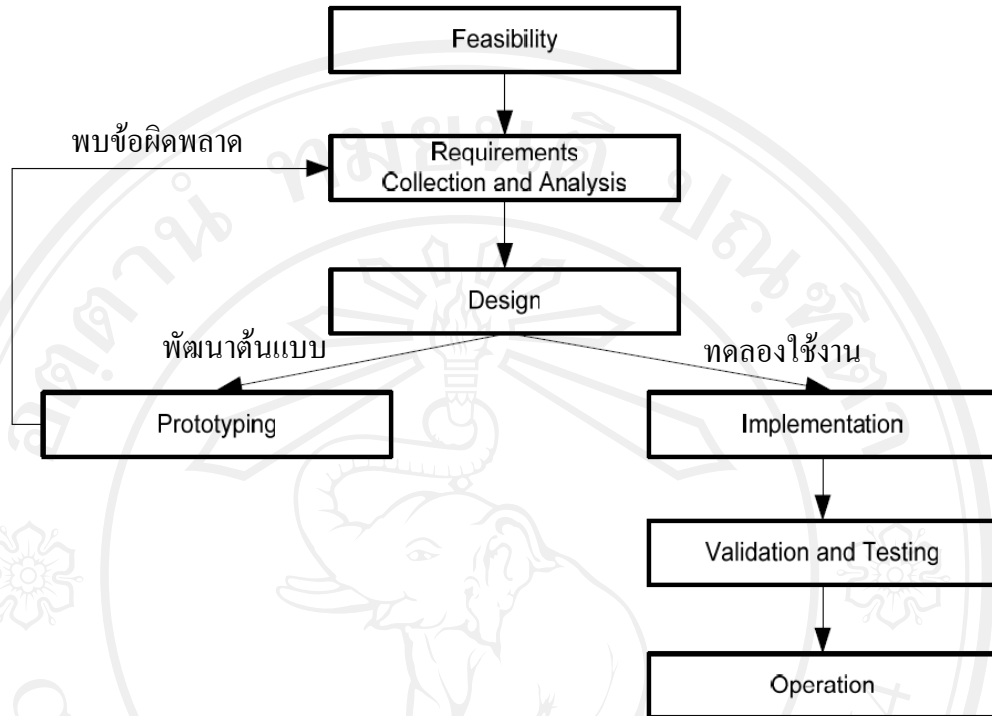 Feasibility
พบข้อผิดพลาด
Requirements
Collection and Analysis
Design
พัฒนาต้นแบบ
ทดลองใช้งาน
Prototyping
Implementation
Validation and Testing
Operation